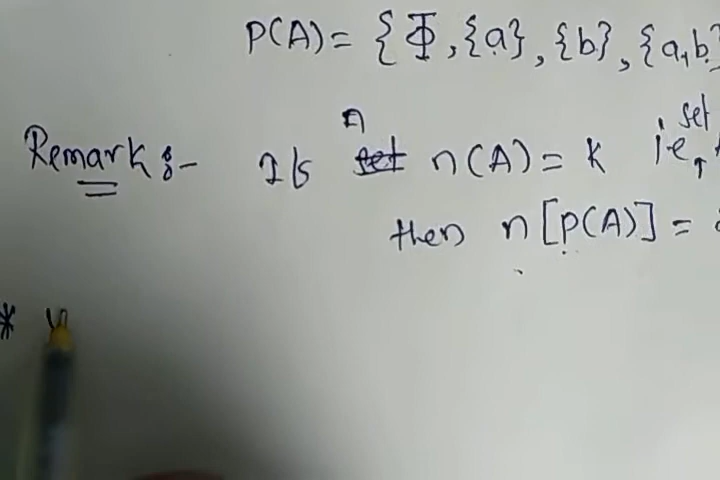 P(A) = {Φ, {a}, {b}, {a, b}
Remark :- If n(A) = k ie, set
then n[P(A)] =
*